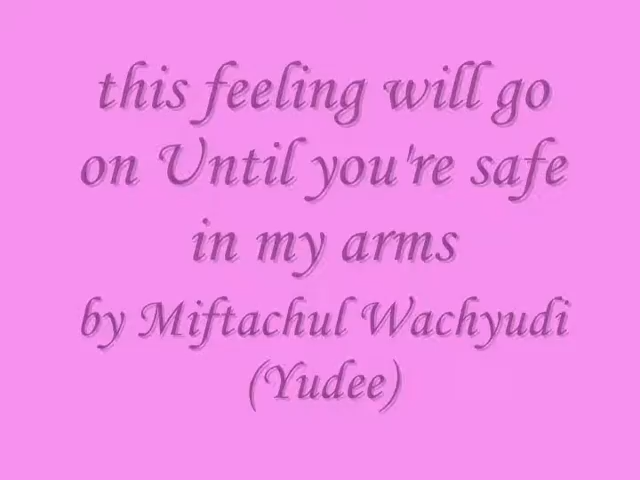 this feeling will go
on Until you're safe
in my arms
by Miftachul Wachyudi
(Yudee)